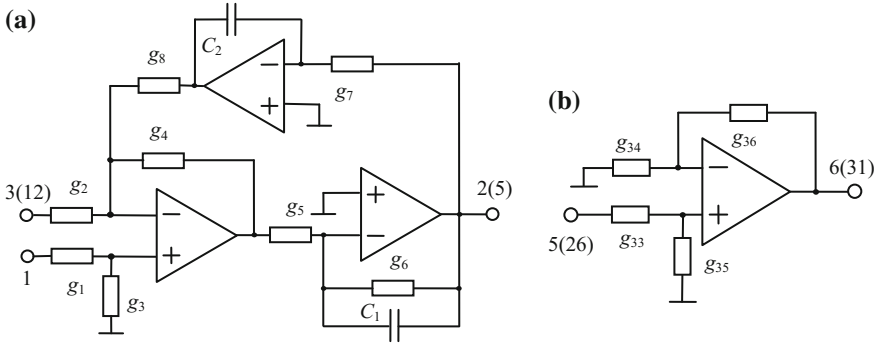 (a)
C₂
g₈
−
+
g₇
g₄
3(12)
g₂
−
+
1
g₁
g₃
g₅
+
−
2(5)
g₆
C₁
(b)
g₃₄
g₃₆
−
+
6(31)
5(26)
g₃₃
g₃₅